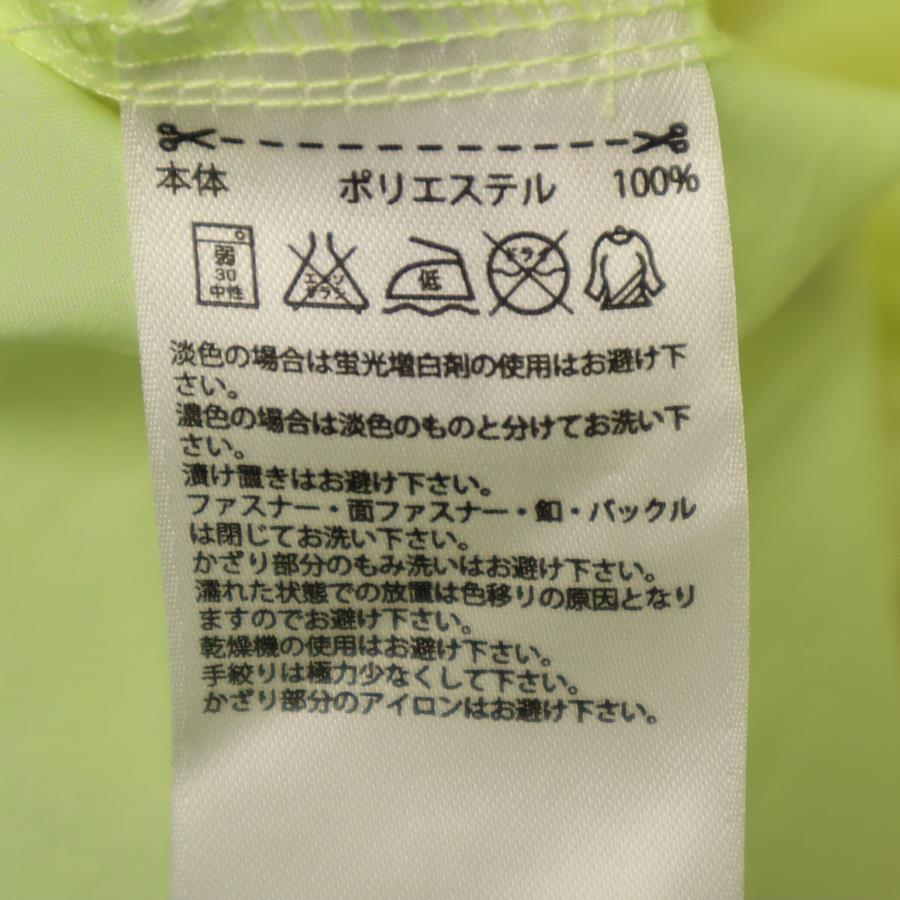 本体 ポリエステル 100%
弱
30
中性
エンソ
サラシ
低
ドライ
淡色の場合は蛍光増白剤の使用はお避け下
さい。
濃色の場合は淡色のものと分けてお洗い下
さい。
漬け置きはお避け下さい。
ファスナー・面ファスナー・釦・バックル
は閉じてお洗い下さい。
かざり部分のもみ洗いはお避け下さい。
濡れた状態での放置は色移りの原因となり
ますのでお避け下さい。
乾燥機の使用はお避け下さい。
手絞りは極力少なくして下さい。
かざり部分のアイロンはお避け下さい。